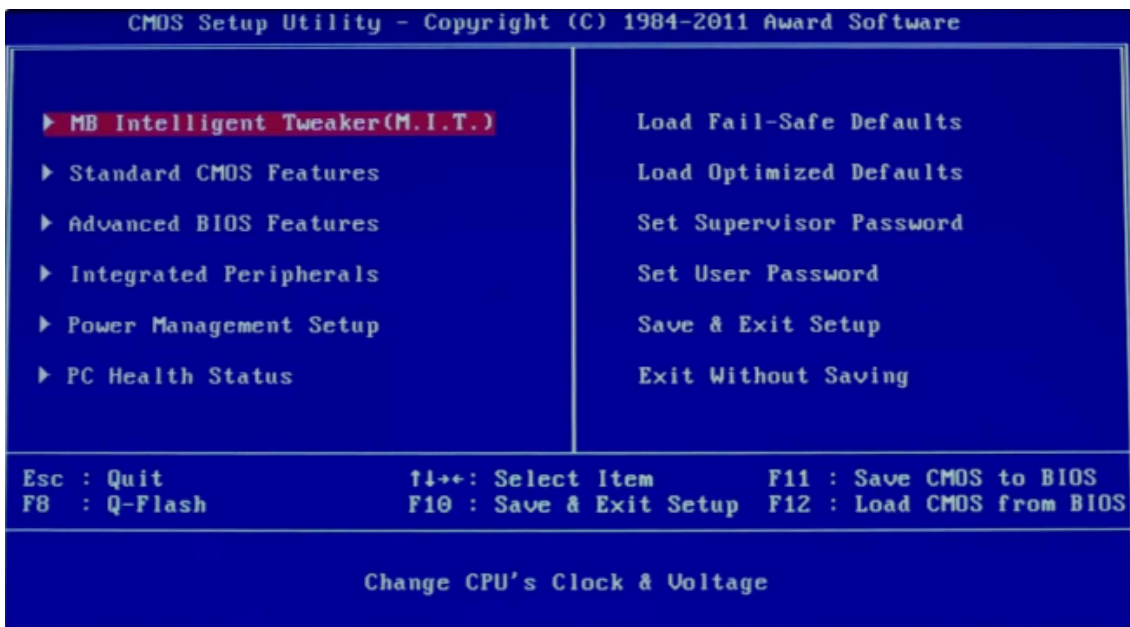 CMOS Setup Utility - Copyright (C) 1984-2011 Award Software
▶ MB Intelligent Tweaker(M.I.T.)
▶ Standard CMOS Features
▶ Advanced BIOS Features
▶ Integrated Peripherals
▶ Power Management Setup
▶ PC Health Status
Load Fail-Safe Defaults
Load Optimized Defaults
Set Supervisor Password
Set User Password
Save & Exit Setup
Exit Without Saving
Esc : Quit ↑↓→←: Select Item F11 : Save CMOS to BIOS
F8 : Q-Flash F10 : Save & Exit Setup F12 : Load CMOS from BIOS
Change CPU's Clock & Voltage